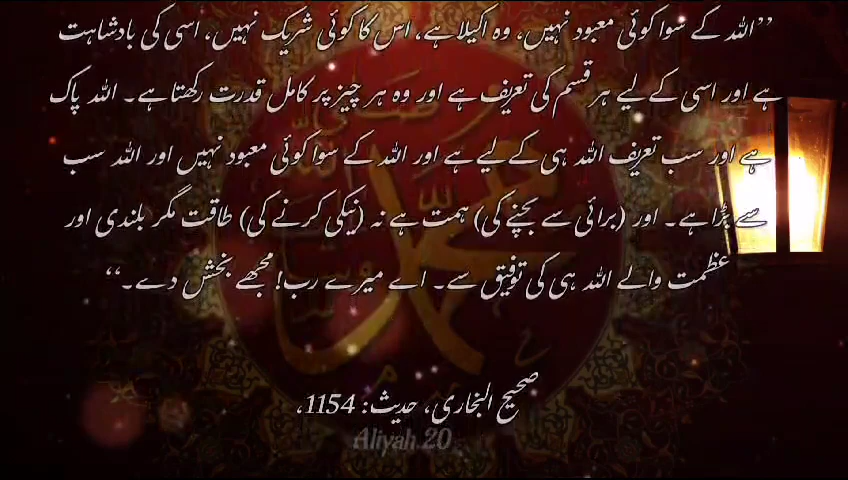 ”اللہ کے سوا کوئی معبود نہیں، وہ اکیلا ہے، اس کا کوئی شریک نہیں، اسی کی بادشاہت
ہے اور اسی کے لیے ہر قسم کی تعریف ہے اور وہ ہر چیز پر کامل قدرت رکھتا ہے۔ اللہ پاک
ہے اور سب تعریف اللہ ہی کے لیے ہے اور اللہ کے سوا کوئی معبود نہیں اور اللہ سب
سے بڑا ہے۔ اور (برائی سے بچنے کی) ہمت ہے نہ (نیکی کرنے کی) طاقت مگر بلندی اور
عظمت والے اللہ ہی کی توفیق سے۔ اے میرے رب! مجھے بخش دے۔“
محمد
صحیح البخاری، حدیث: 1154،
Aliyah.20